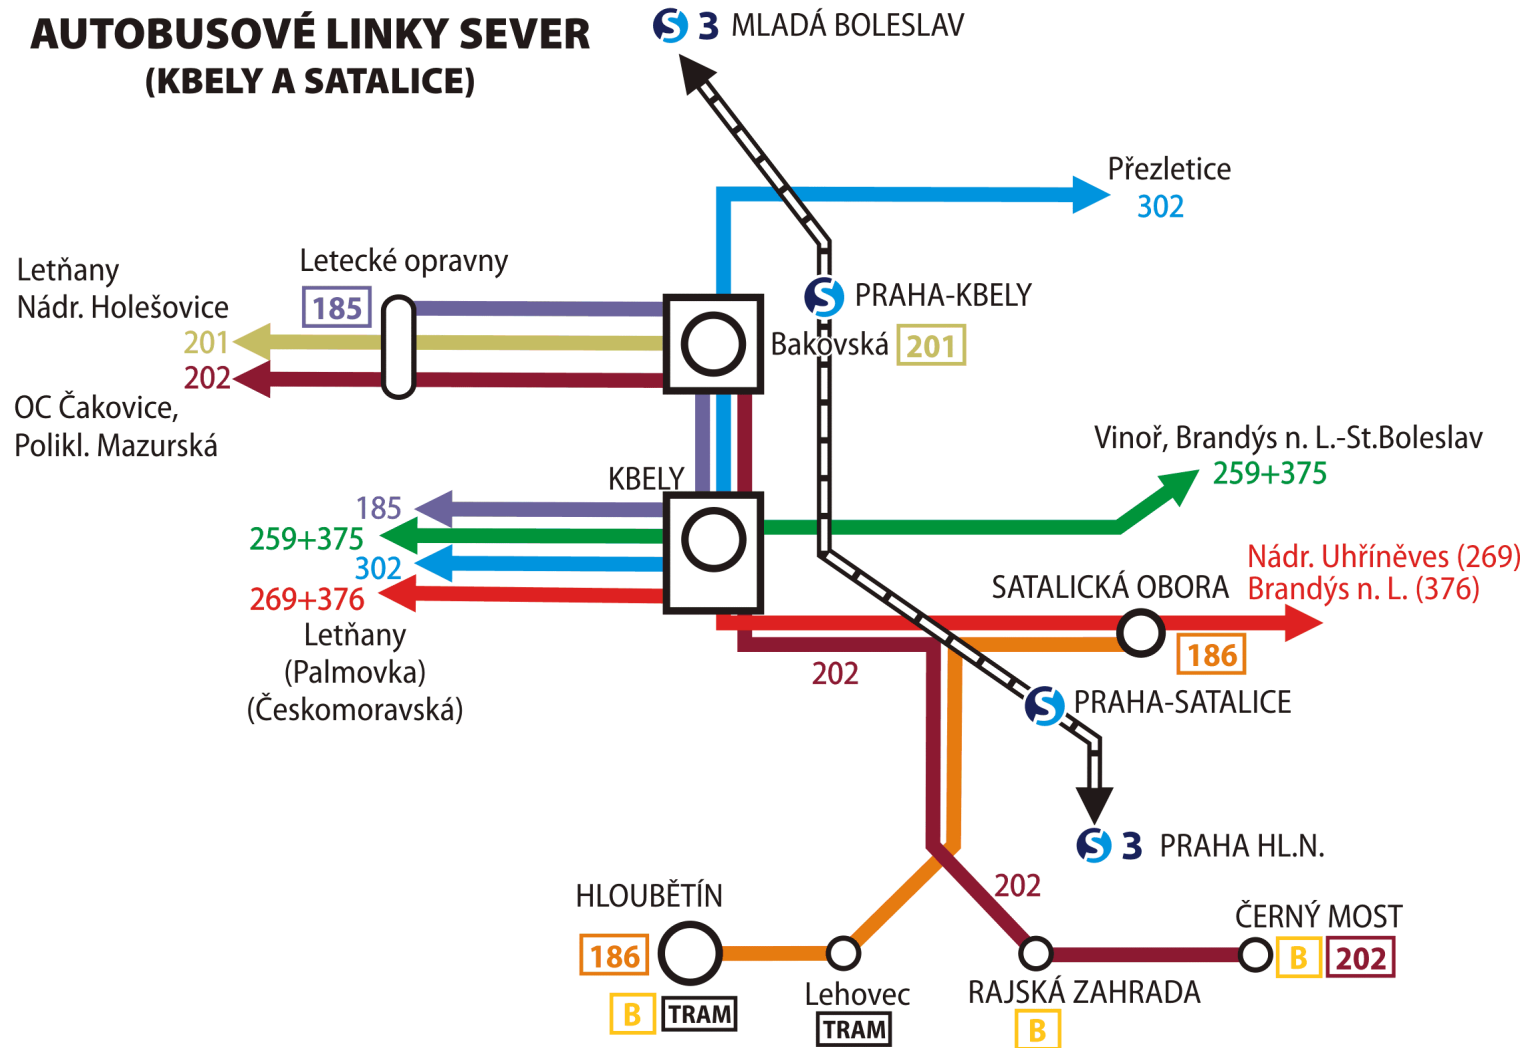 AUTOBUSOVÉ LINKY SEVER
(KBELY A SATALICE)
S 3 MLADÁ BOLESLAV
Přezletice
302
Letňany
Nádr. Holešovice
201
202
OC Čakovice,
Polikl. Mazurská
Letecké opravny
185
S PRAHA-KBELY
Bakovská 201
Vinoř, Brandýs n. L.-St.Boleslav
259+375
KBELY
185
259+375
302
269+376
Letňany
(Palmovka)
(Českomoravská)
Nádr. Uhříněves (269)
Brandýs n. L. (376)
SATALICKÁ OBORA
186
202
S PRAHA-SATALICE
S 3 PRAHA HL.N.
202
HLOUBĚTÍN
186
B TRAM
Lehovec
TRAM
RAJSKÁ ZAHRADA
B
ČERNÝ MOST
B 202